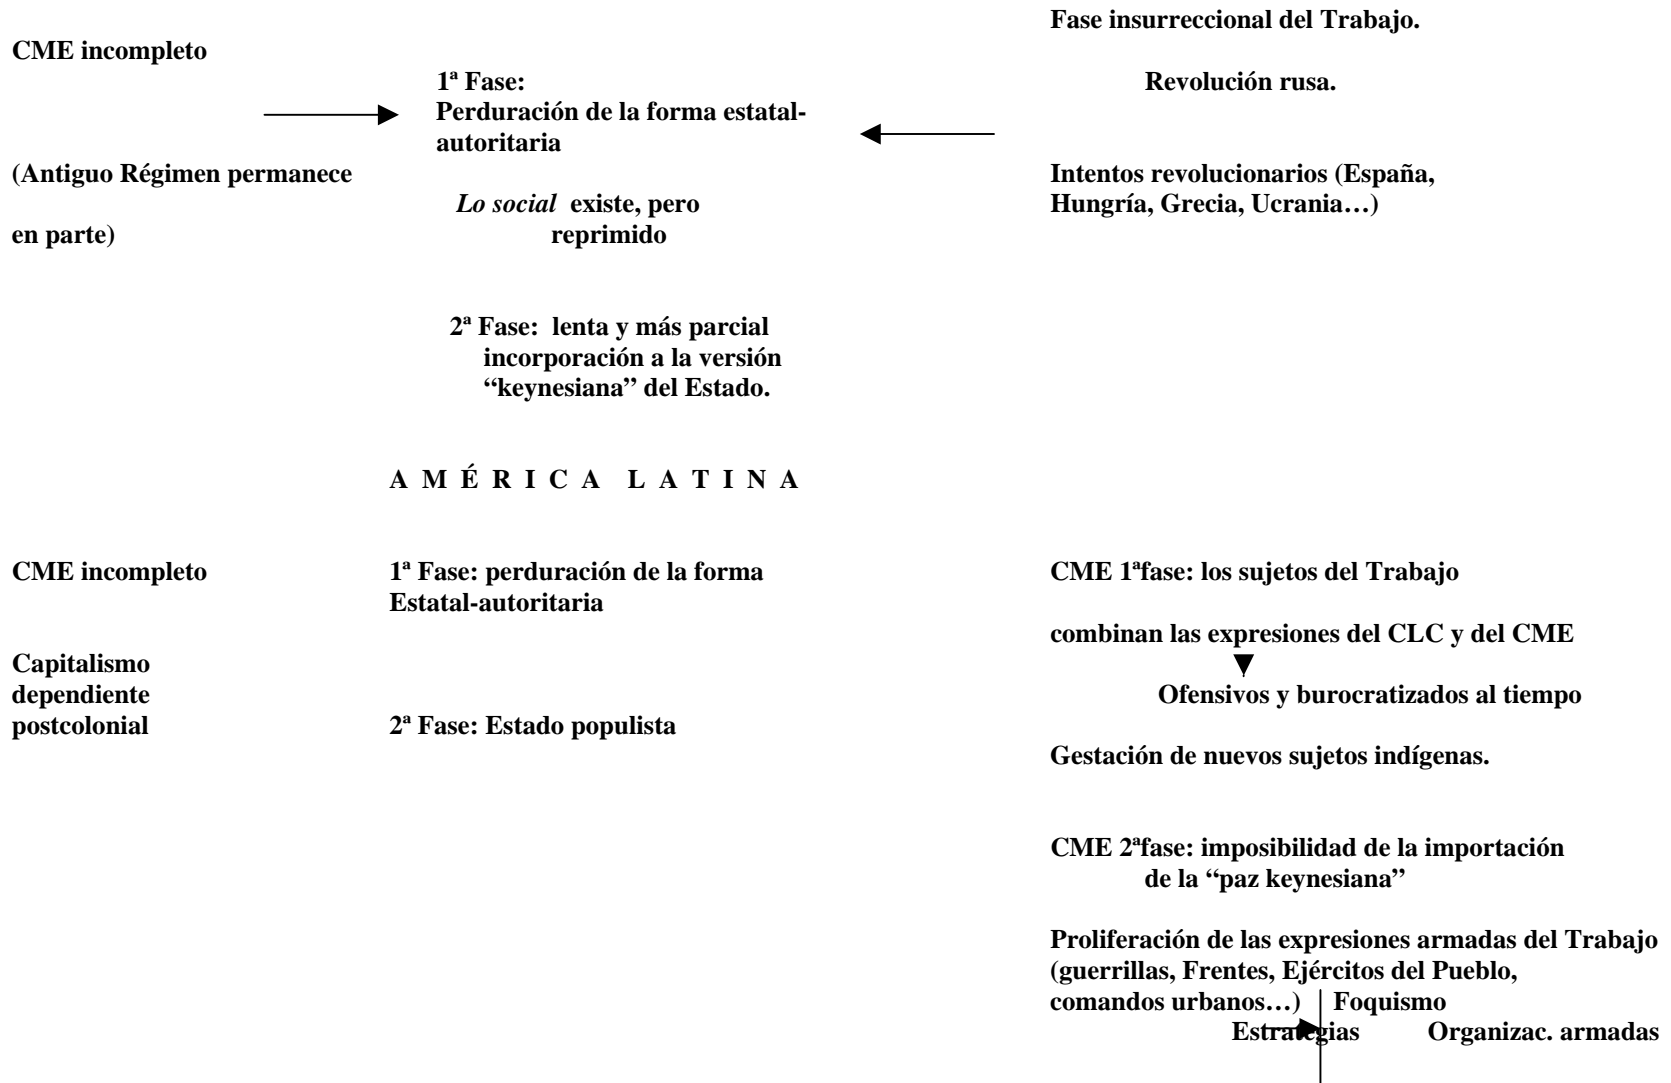 Fase insurreccional del Trabajo.
CME incompleto
1ª Fase:
Revolución rusa.
Perduración de la forma estatal-
autoritaria
(Antiguo Régimen permanece
Intentos revolucionarios (España,
Lo social existe, pero
Hungría, Grecia, Ucrania…)
en parte)
reprimido
2ª Fase: lenta y más parcial
incorporación a la versión
“keynesiana” del Estado.
A M É R I C A L A T I N A
CME incompleto
1ª Fase: perduración de la forma
Estatal-autoritaria
CME 1ªfase: los sujetos del Trabajo
combinan las expresiones del CLC y del CME
Capitalismo
dependiente
postcolonial
Ofensivos y burocratizados al tiempo
2ª Fase: Estado populista
Gestación de nuevos sujetos indígenas.
CME 2ªfase: imposibilidad de la importación
de la “paz keynesiana”
Proliferación de las expresiones armadas del Trabajo
(guerrillas, Frentes, Ejércitos del Pueblo,
comandos urbanos…) Foquismo
Estrategias Organizac. armadas